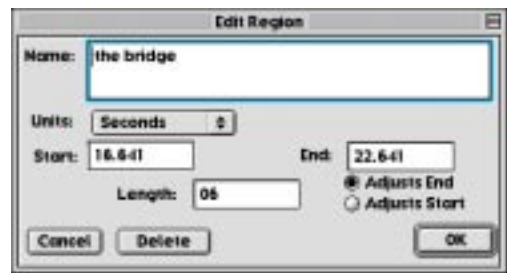 Edit Region
Name: the bridge
Units: Seconds
Start: 16.641 End: 22.641
Length: 06 Adjusts End
Adjusts Start
Cancel Delete OK